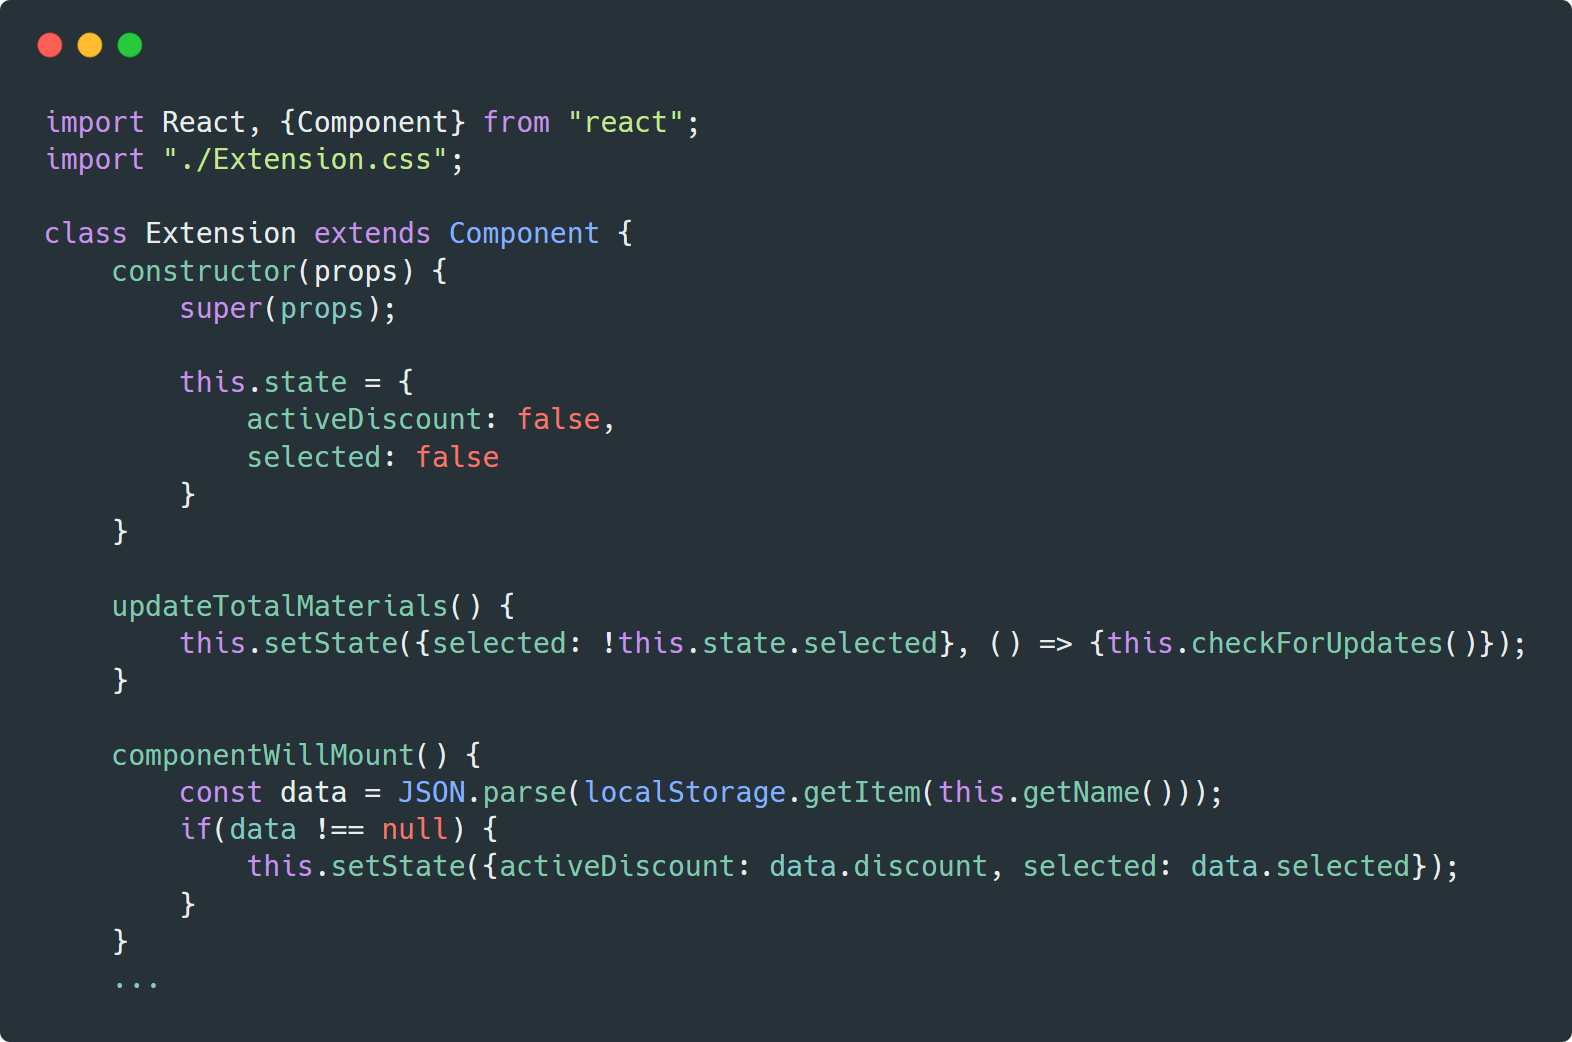 import React, {Component} from "react";
import "./Extension.css";

class Extension extends Component {
    constructor(props) {
        super(props);

        this.state = {
            activeDiscount: false,
            selected: false
        }
    }

    updateTotalMaterials() {
        this.setState({selected: !this.state.selected}, () => {this.checkForUpdates()});
    }

    componentWillMount() {
        const data = JSON.parse(localStorage.getItem(this.getName()));
        if(data !== null) {
            this.setState({activeDiscount: data.discount, selected: data.selected});
        }
    }
    ...